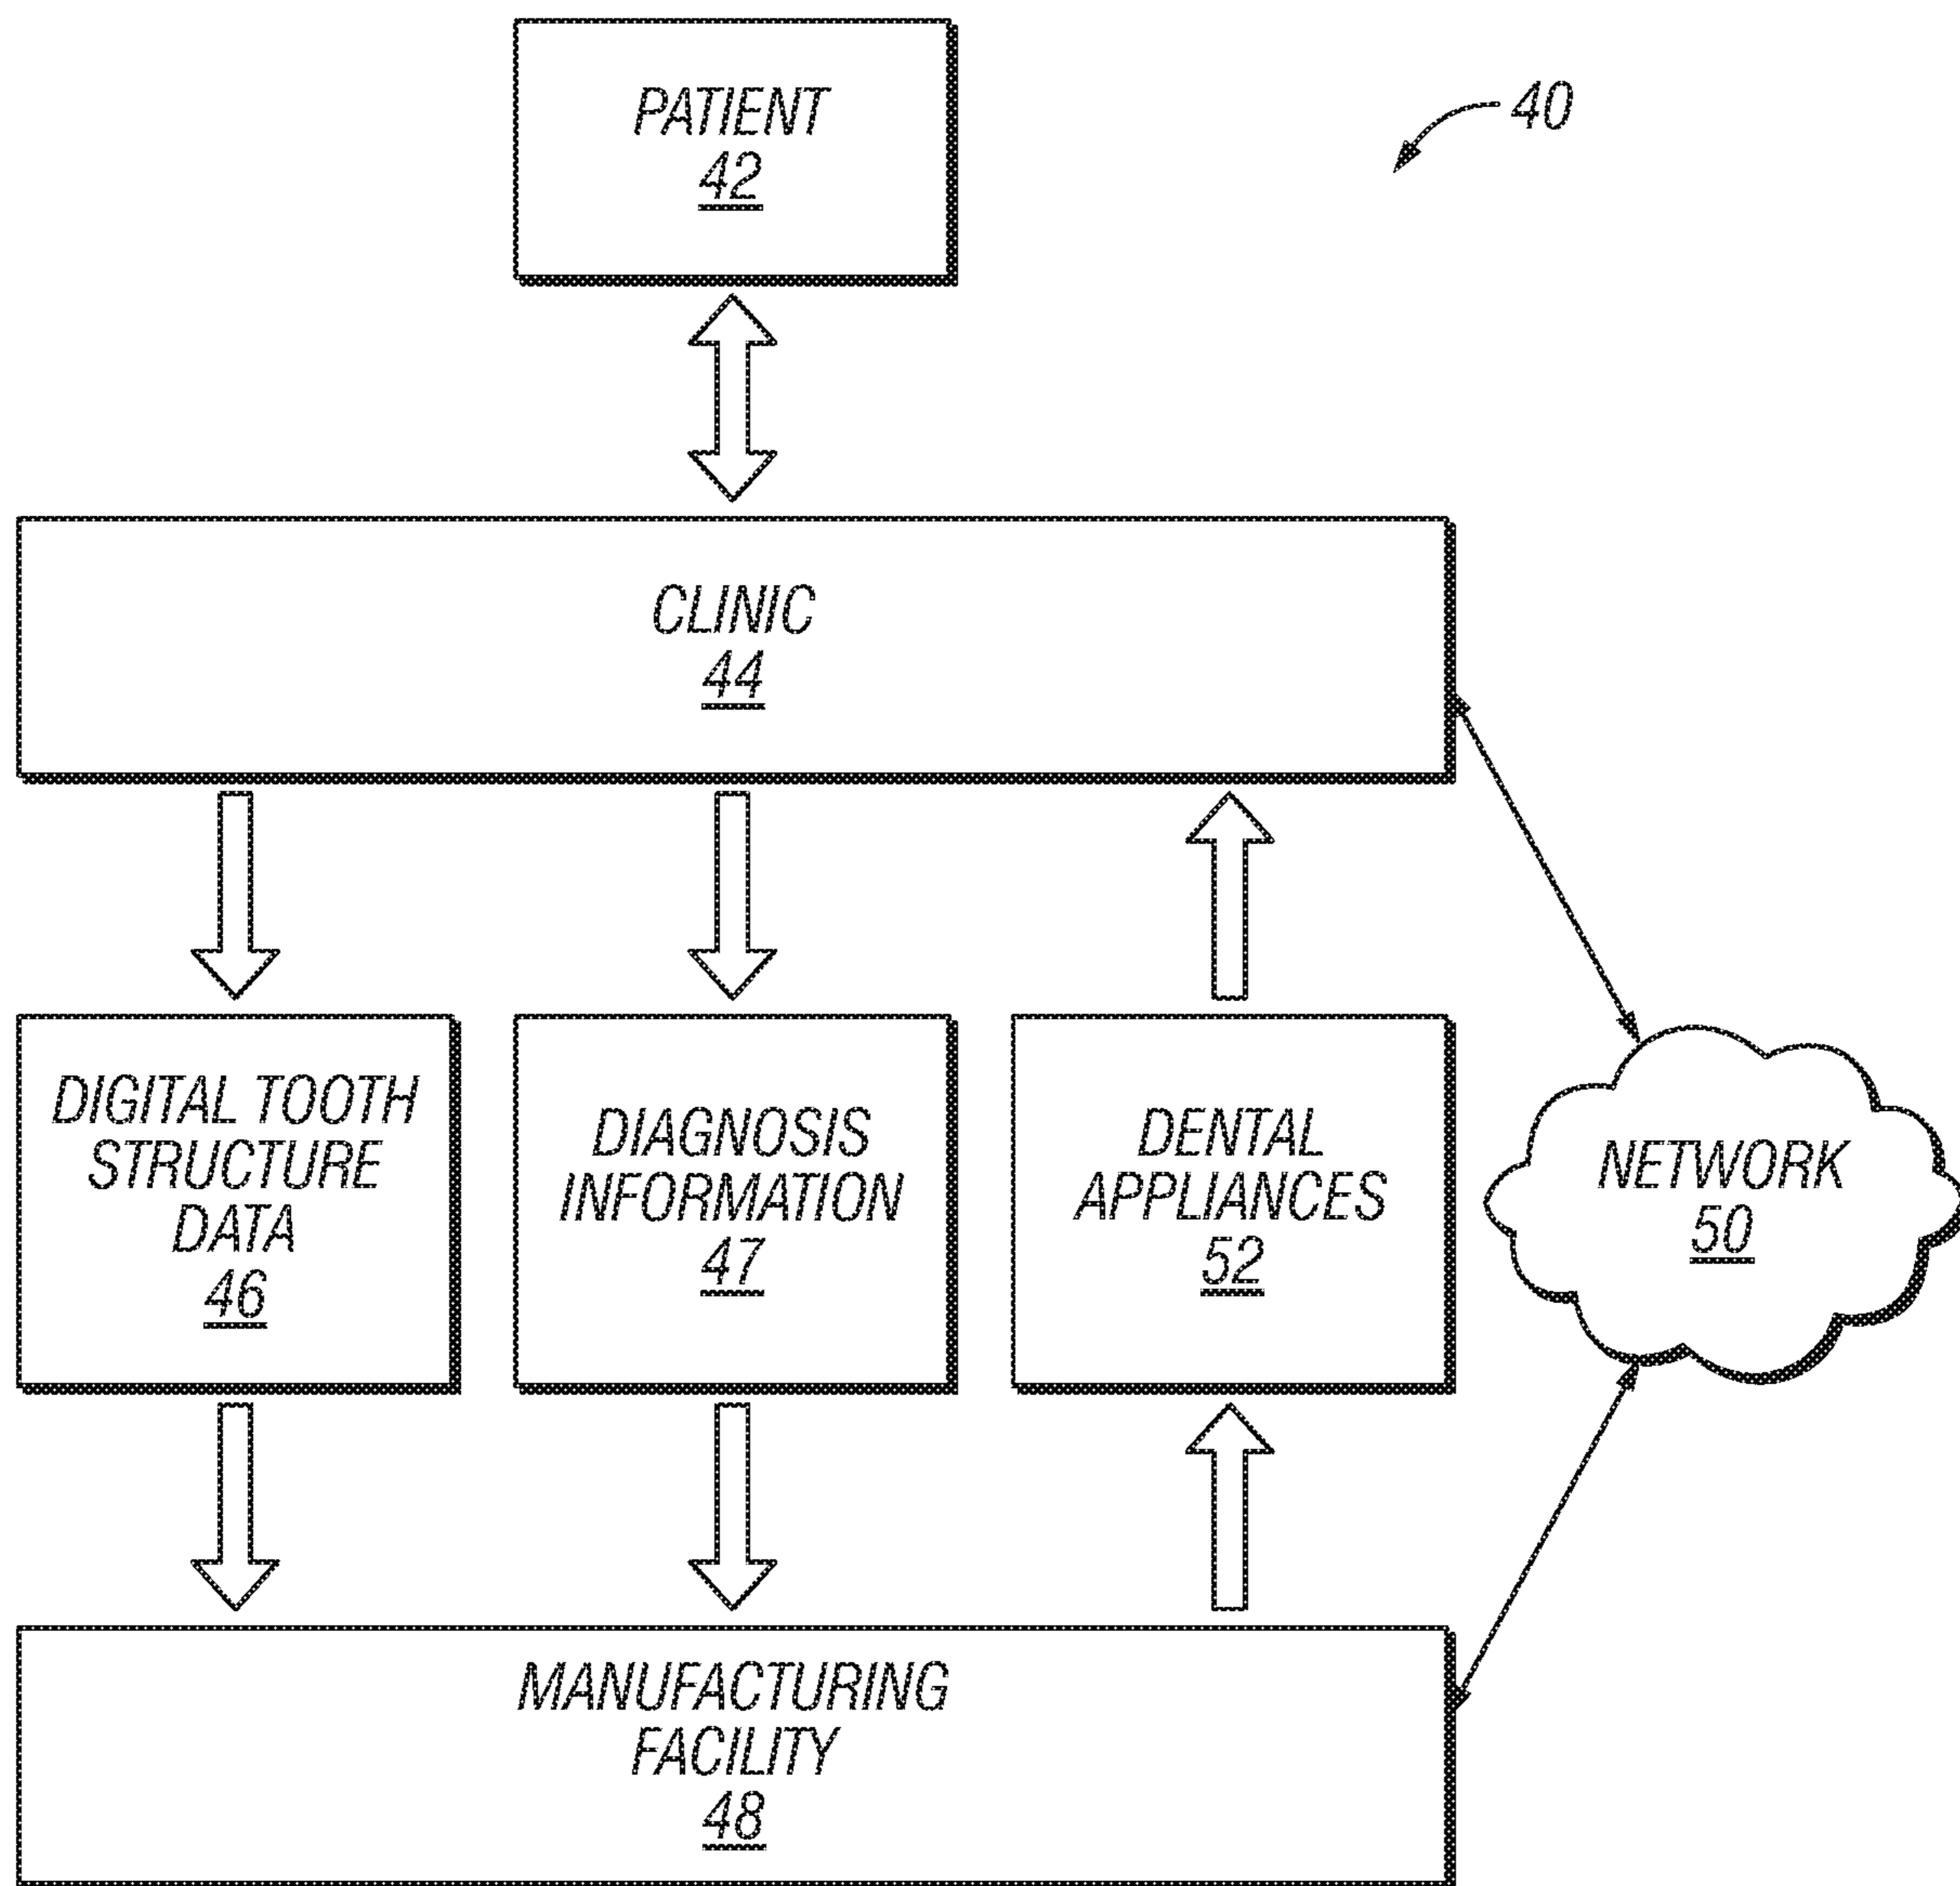 PATIENT
42
40
CLINIC
44
DIGITAL TOOTH
STRUCTURE
DATA
46
DIAGNOSIS
INFORMATION
47
DENTAL
APPLIANCES
52
NETWORK
50
MANUFACTURING
FACILITY
48